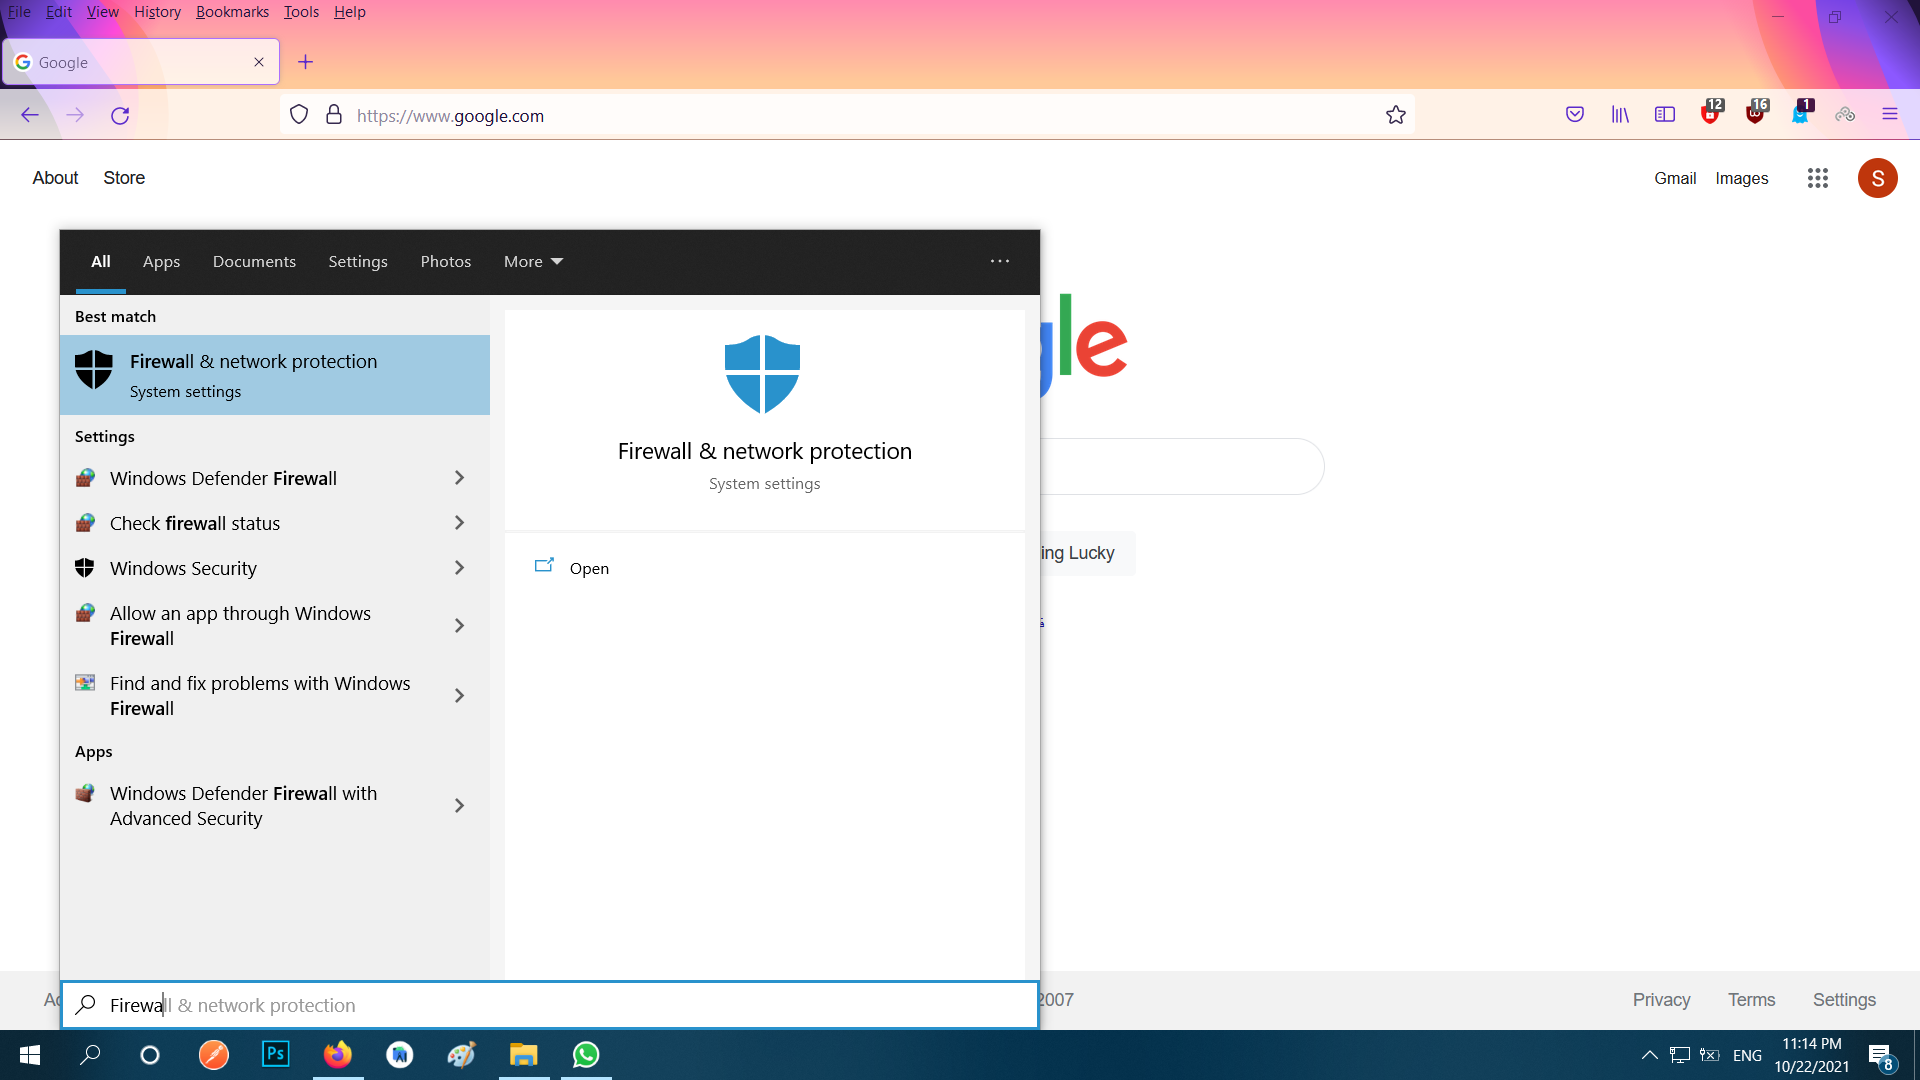 File Edit View History Bookmarks Tools Help
Google
https://www.google.com
12
16
1
About Store
Gmail Images
S
All Apps Documents Settings Photos More
Best match
Firewall & network protection
System settings
Settings
Windows Defender Firewall
Check firewall status
Windows Security
Allow an app through Windows
Firewall
Find and fix problems with Windows
Firewall
Apps
Windows Defender Firewall with
Advanced Security
Firewall & network protection
System settings
Open
gle
ing Lucky
2007
Privacy Terms Settings
Firewall & network protection
Ps
ENG
11:14 PM
10/22/2021
8